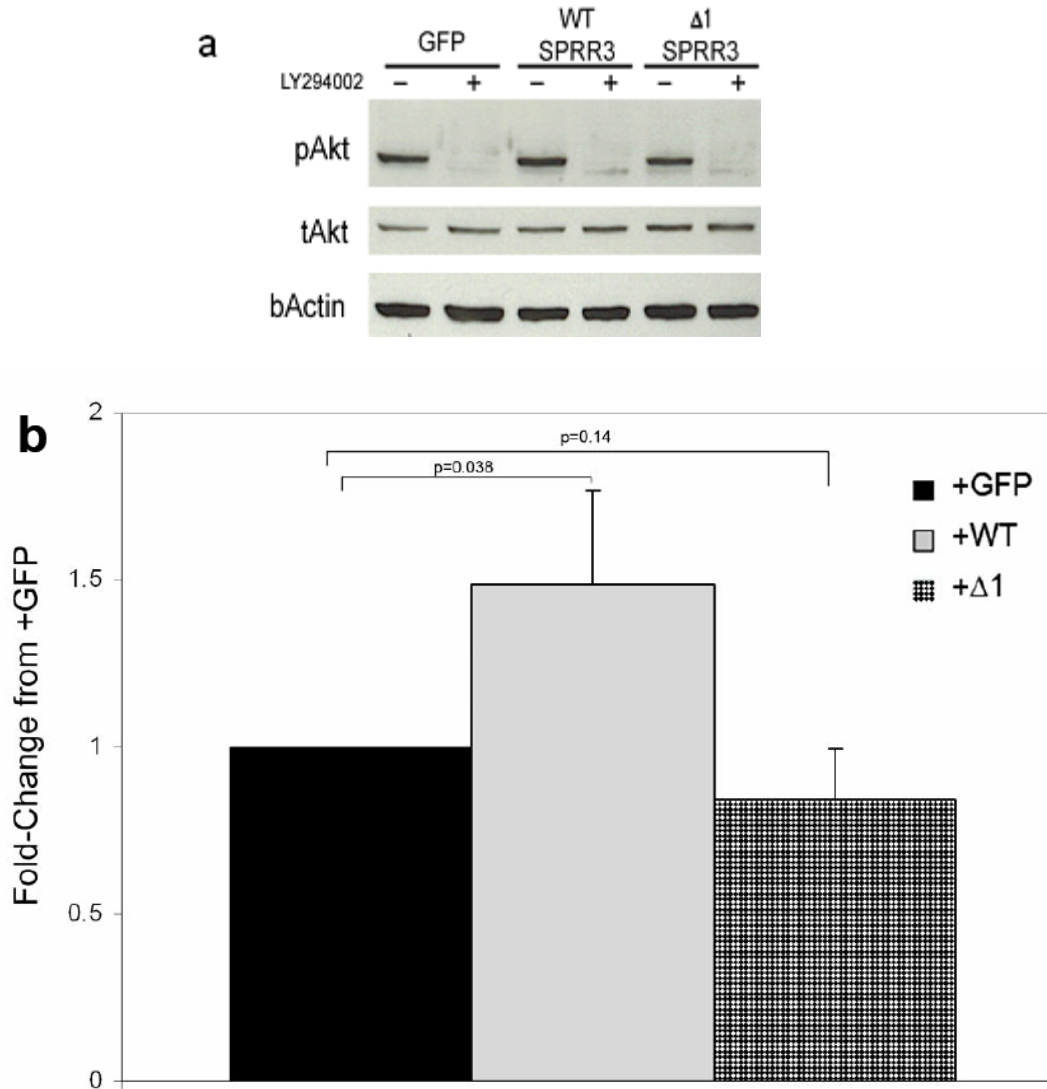 a
GFP
WT
SPRR3
Δ1
SPRR3
LY294002 – + – + – +
pAkt
tAkt
bActin
b
2
1.5
1
0.5
0
Fold-Change from +GFP
p=0.14
p=0.038
+GFP
+WT
+Δ1